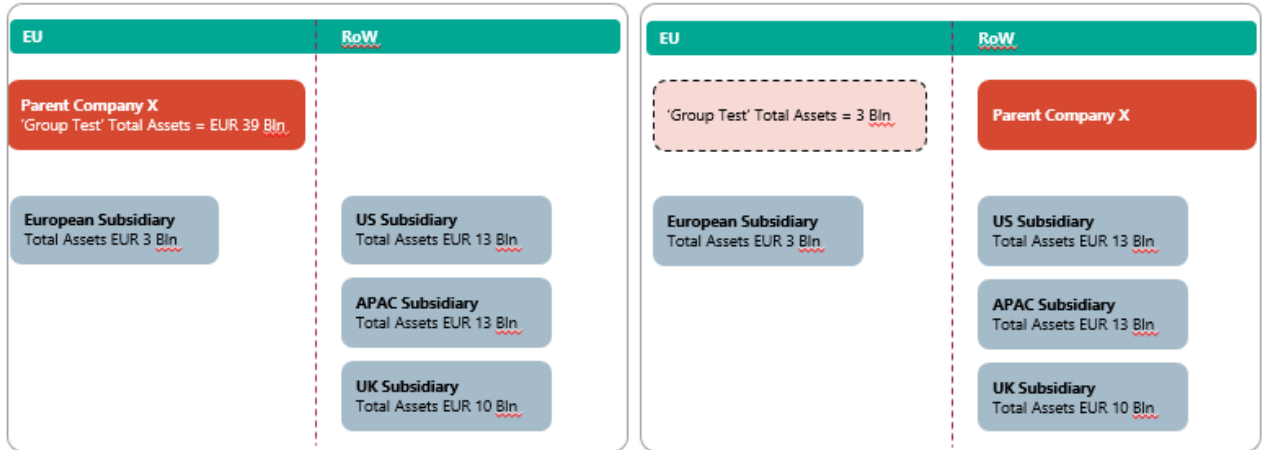 EU
RoW
Parent Company X
'Group Test' Total Assets = EUR 39 Bln
European Subsidiary
Total Assets EUR 3 Bln
US Subsidiary
Total Assets EUR 13 Bln
APAC Subsidiary
Total Assets EUR 13 Bln
UK Subsidiary
Total Assets EUR 10 Bln
EU
RoW
'Group Test' Total Assets = 3 Bln
Parent Company X
European Subsidiary
Total Assets EUR 3 Bln
US Subsidiary
Total Assets EUR 13 Bln
APAC Subsidiary
Total Assets EUR 13 Bln
UK Subsidiary
Total Assets EUR 10 Bln